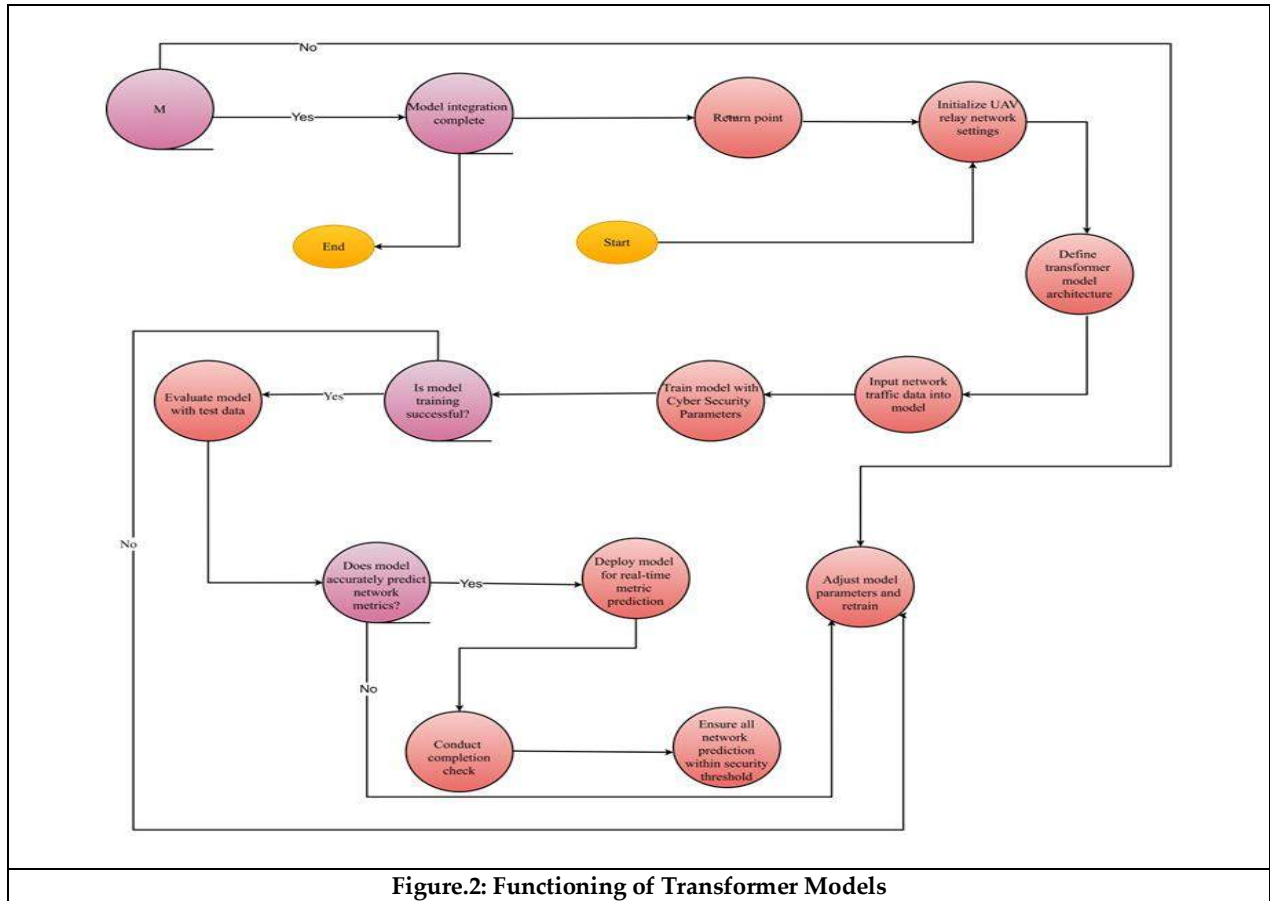 No
M
Yes
Model integration
complete
Return point
Initialize UAV
relay network
settings
End
Start
Define
transformer
model
architecture
Evaluate model
with test data
Yes
Is model
training
successful?
Train model with
Cyber Security
Parameters
Input network
traffic data into
model
No
Does model
accurately predict
network
metrics?
Yes
Deploy model
for real-time
metric
prediction
Adjust model
parameters and
retrain
No
Conduct
completion
check
Ensure all
network
prediction
within security
threshold
Figure.2: Functioning of Transformer Models